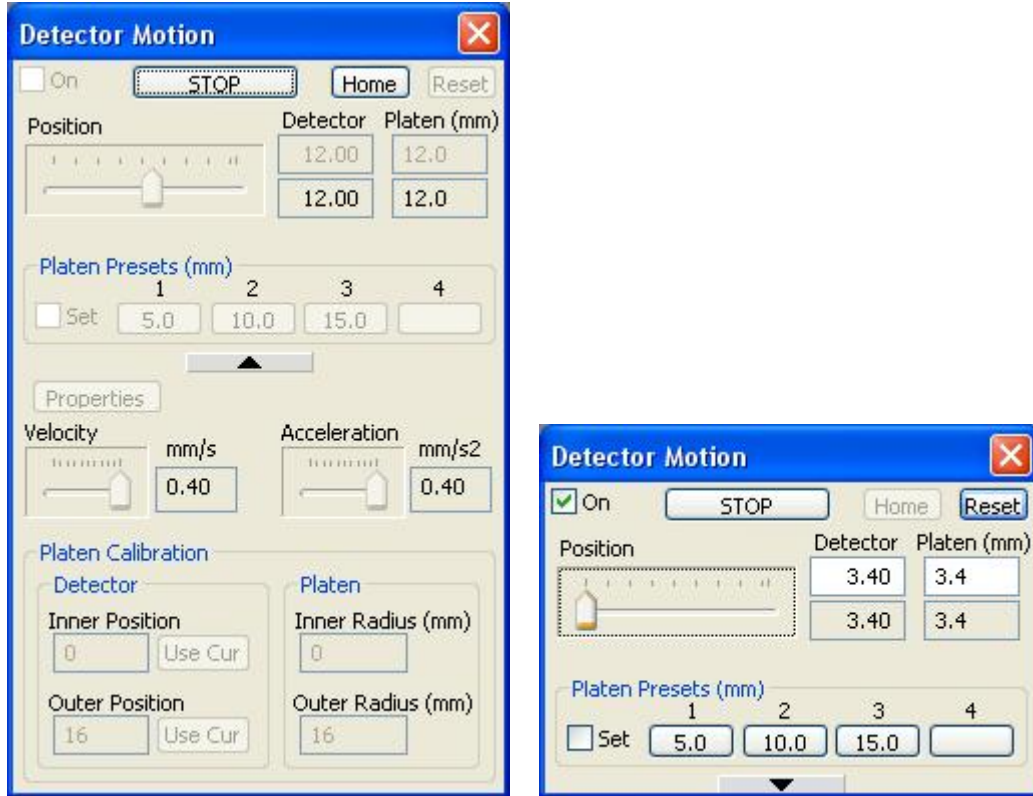 Detector Motion
On STOP Home Reset
Position Detector Platen (mm)
12.00 12.0
12.00 12.0
Platen Presets (mm)
1 2 3 4
Set 5.0 10.0 15.0
Properties
Velocity mm/s Acceleration mm/s2
0.40 0.40
Platen Calibration
Detector Platen
Inner Position Inner Radius (mm)
0 Use Cur 0
Outer Position Outer Radius (mm)
16 Use Cur 16
Detector Motion
On STOP Home Reset
Position Detector Platen (mm)
3.40 3.4
3.40 3.4
Platen Presets (mm)
1 2 3 4
Set 5.0 10.0 15.0